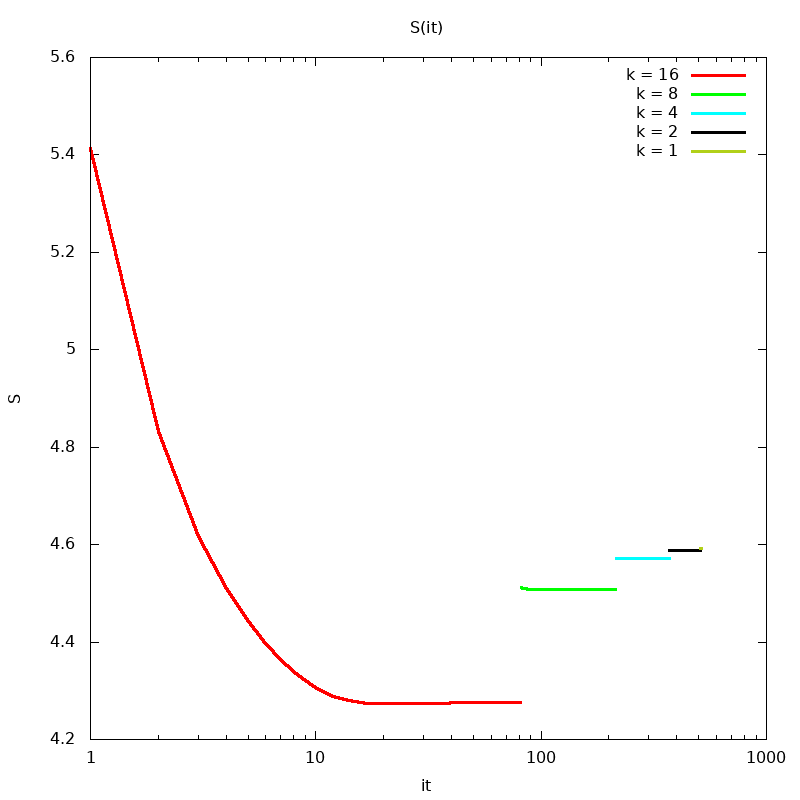 S(it)
5.6
5.4
5.2
5
4.8
4.6
4.4
4.2
S
k = 16
k = 8
k = 4
k = 2
k = 1
1
10
100
1000
it